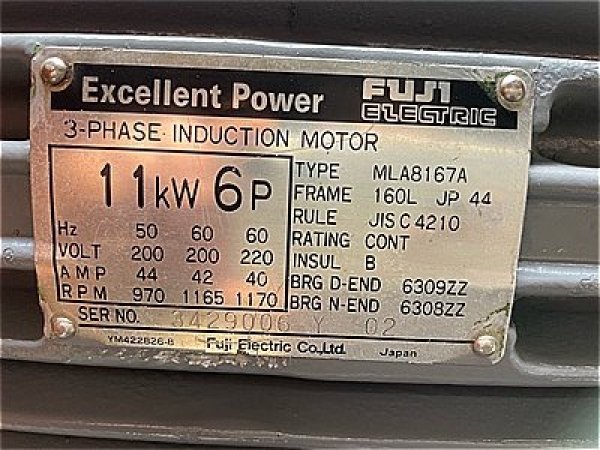 Excellent Power FUJI ELECTRIC
3-PHASE INDUCTION MOTOR
11kW 6P
Hz 50 60 60
VOLT 200 200 220
AMP 44 42 40
RPM 970 1165 1170
TYPE MLA8167A
FRAME 160L JP 44
RULE JIS C 4210
RATING CONT
INSUL B
BRG D-END 6309ZZ
BRG N-END 6308ZZ
SER NO. 3429006 Y 02
YM422826-8 Fuji Electric Co.,Ltd. Japan